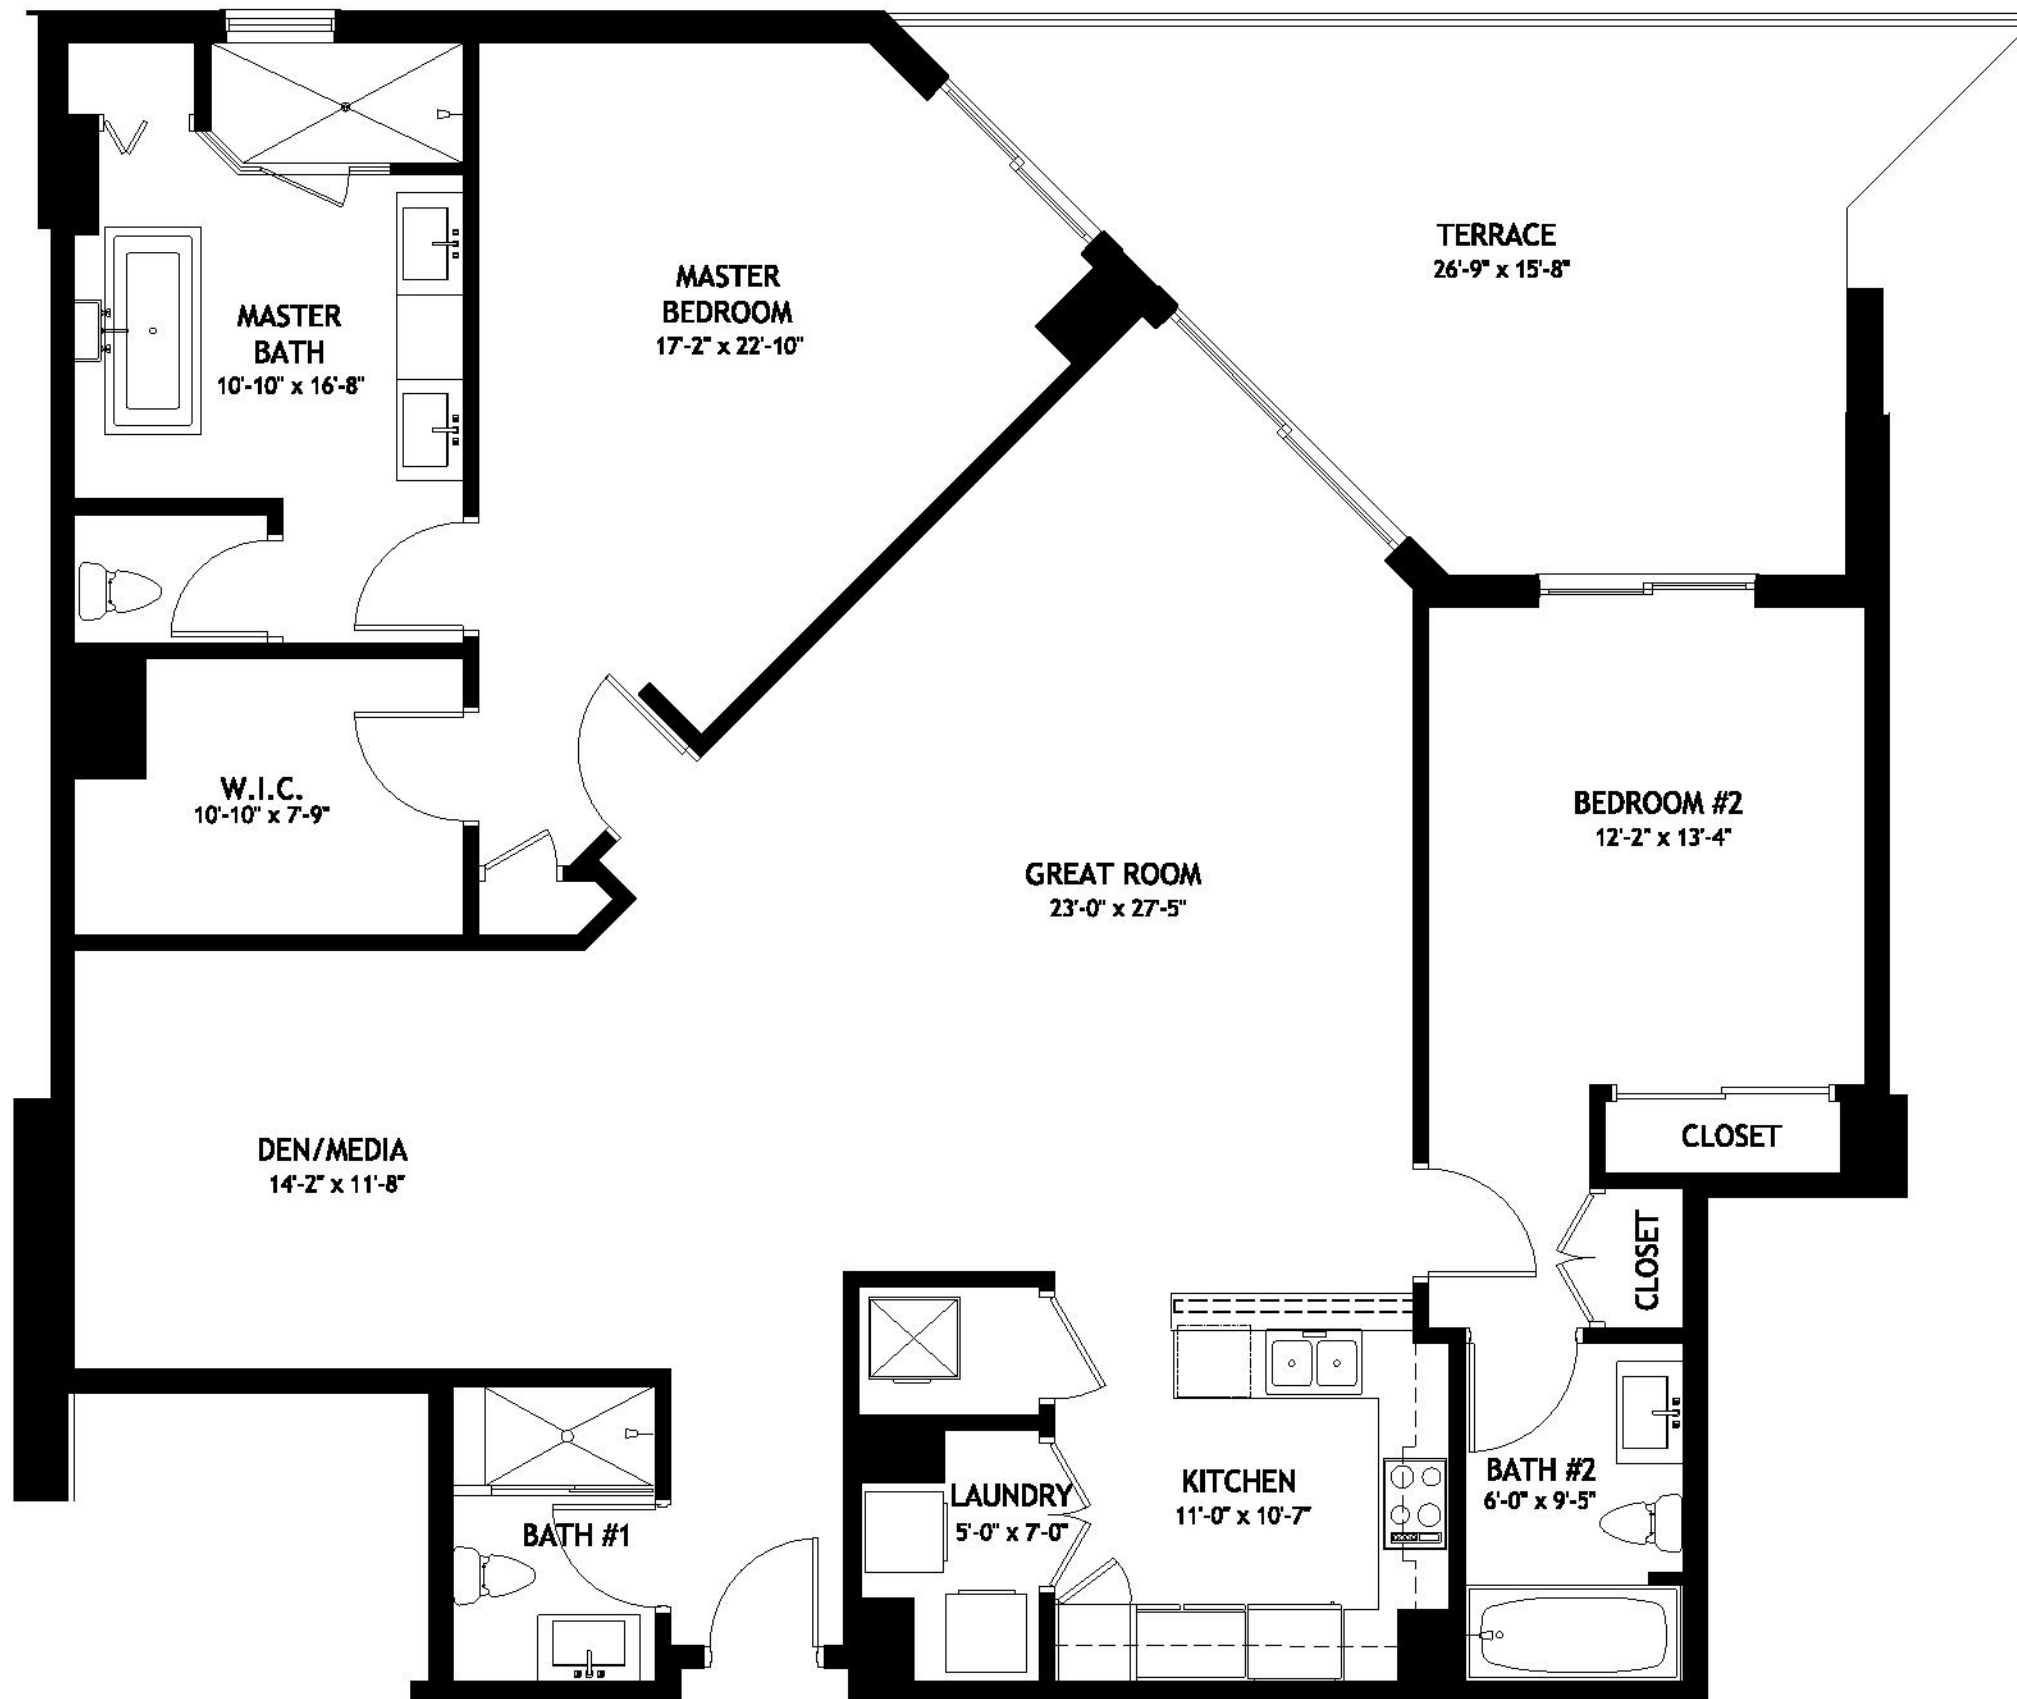 TERRACE
26'-9" x 15'-8"
MASTER
BEDROOM
17'-2" x 22'-10"
MASTER
BATH
10'-10" x 16'-8"
W.I.C.
10'-10" x 7'-9"
BEDROOM #2
12'-2" x 13'-4"
GREAT ROOM
23'-0" x 27'-5"
CLOSET
DEN/MEDIA
14'-2" x 11'-8"
CLOSET
BATH #2
6'-0" x 9'-5"
KITCHEN
11'-0" x 10'-7"
LAUNDRY
5'-0" x 7'-0"
BATH #1